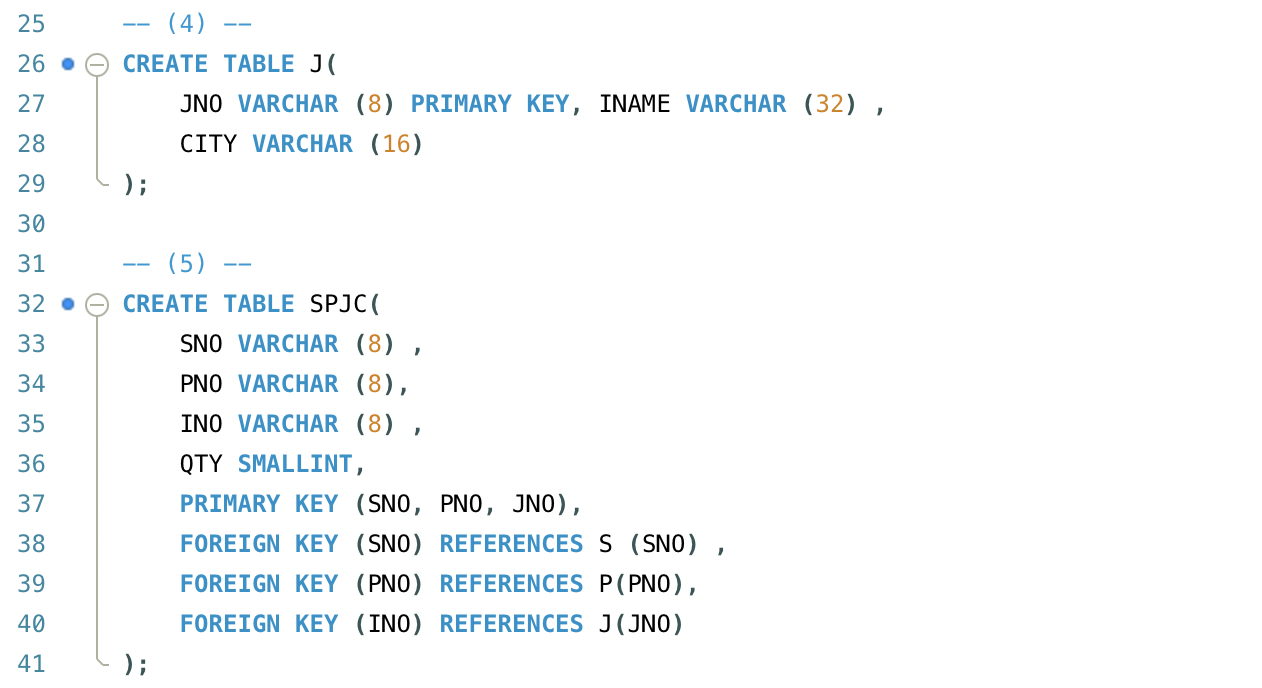 25 -- (4) --
26 CREATE TABLE J(
27 JNO VARCHAR (8) PRIMARY KEY, INAME VARCHAR (32) ,
28 CITY VARCHAR (16)
29 );
30
31 -- (5) --
32 CREATE TABLE SPJC(
33 SNO VARCHAR (8) ,
34 PNO VARCHAR (8),
35 INO VARCHAR (8) ,
36 QTY SMALLINT,
37 PRIMARY KEY (SNO, PNO, JNO),
38 FOREIGN KEY (SNO) REFERENCES S (SNO) ,
39 FOREIGN KEY (PNO) REFERENCES P(PNO),
40 FOREIGN KEY (INO) REFERENCES J(JNO)
41 );